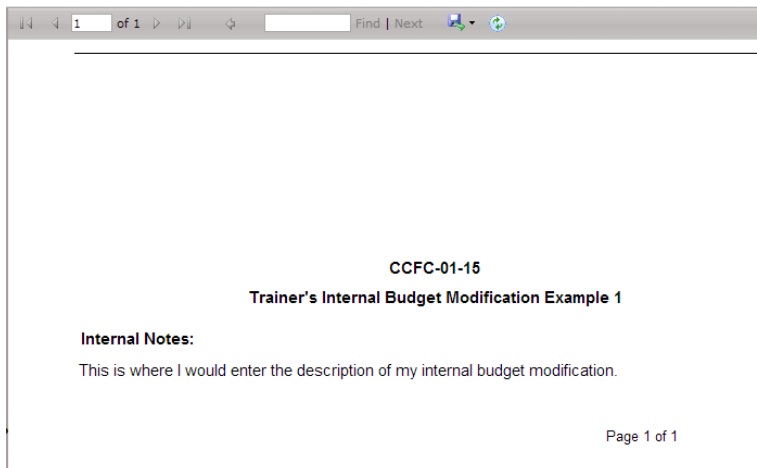 1 of 1 Find | Next
CCFC-01-15
Trainer's Internal Budget Modification Example 1
Internal Notes:
This is where I would enter the description of my internal budget modification.
Page 1 of 1